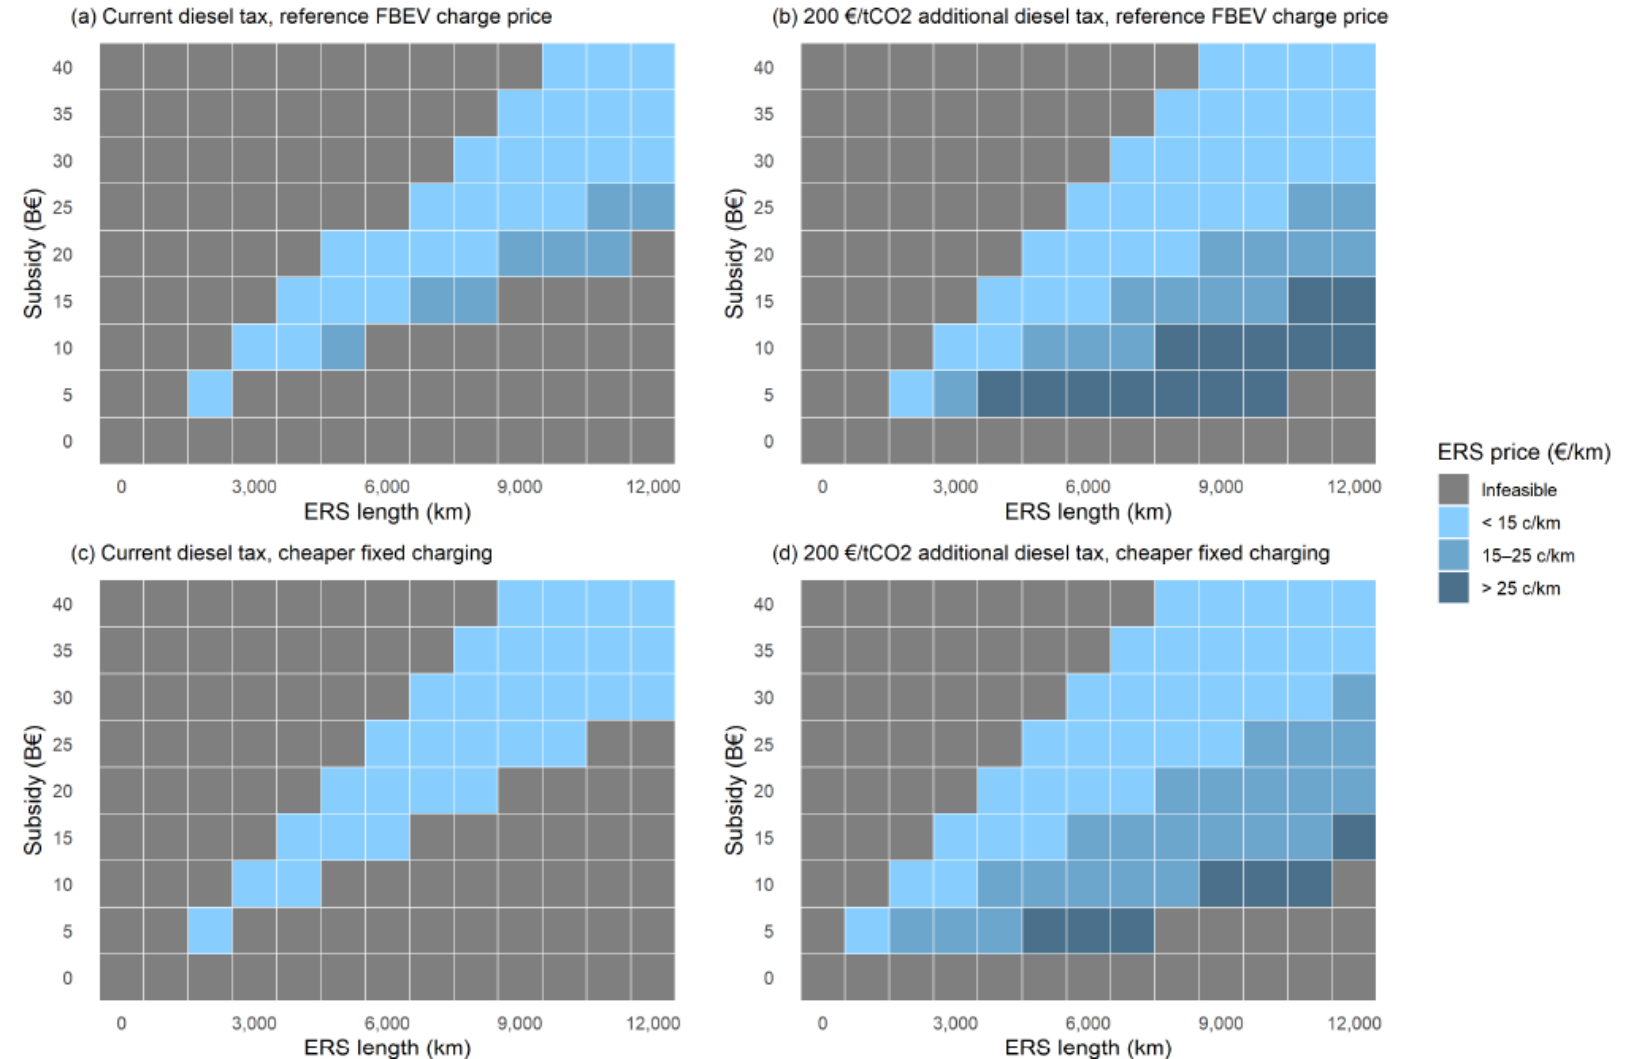 (a) Current diesel tax, reference FBEV charge price
40
35
30
25
20
15
10
5
0
Subsidy (B€)
0 3,000 6,000 9,000 12,000
ERS length (km)
(b) 200 €/tCO2 additional diesel tax, reference FBEV charge price
40
35
30
25
20
15
10
5
0
Subsidy (B€)
0 3,000 6,000 9,000 12,000
ERS length (km)
(c) Current diesel tax, cheaper fixed charging
40
35
30
25
20
15
10
5
0
Subsidy (B€)
0 3,000 6,000 9,000 12,000
ERS length (km)
(d) 200 €/tCO2 additional diesel tax, cheaper fixed charging
40
35
30
25
20
15
10
5
0
Subsidy (B€)
0 3,000 6,000 9,000 12,000
ERS length (km)
ERS price (€/km)
Infeasible
< 15 c/km
15–25 c/km
> 25 c/km